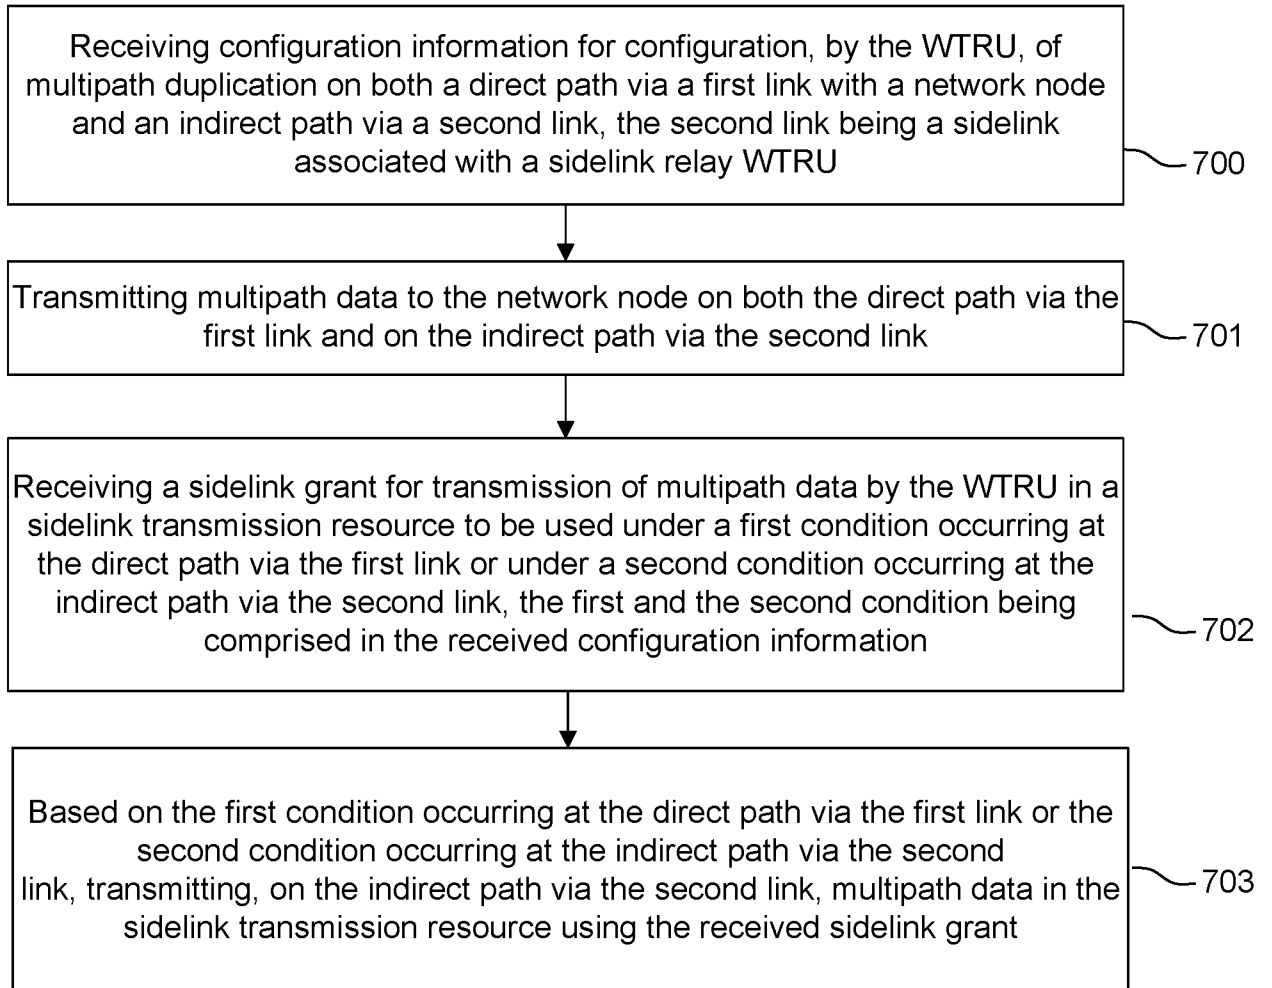 Receiving configuration information for configuration, by the WTRU, of
multipath duplication on both a direct path via a first link with a network node
and an indirect path via a second link, the second link being a sidelink
associated with a sidelink relay WTRU
700
Transmitting multipath data to the network node on both the direct path via the
first link and on the indirect path via the second link
701
Receiving a sidelink grant for transmission of multipath data by the WTRU in a
sidelink transmission resource to be used under a first condition occurring at
the direct path via the first link or under a second condition occurring at the
indirect path via the second link, the first and the second condition being
comprised in the received configuration information
702
Based on the first condition occurring at the direct path via the first link or the
second condition occurring at the indirect path via the second
link, transmitting, on the indirect path via the second link, multipath data in the
sidelink transmission resource using the received sidelink grant
703